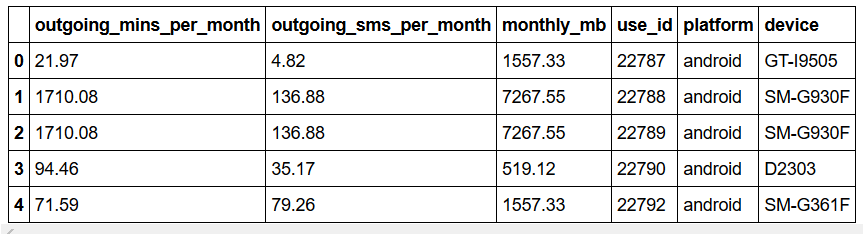 outgoing_mins_per_month outgoing_sms_per_month monthly_mb use_id platform device
0 21.97 4.82 1557.33 22787 android GT-I9505
1 1710.08 136.88 7267.55 22788 android SM-G930F
2 1710.08 136.88 7267.55 22789 android SM-G930F
3 94.46 35.17 519.12 22790 android D2303
4 71.59 79.26 1557.33 22792 android SM-G361F